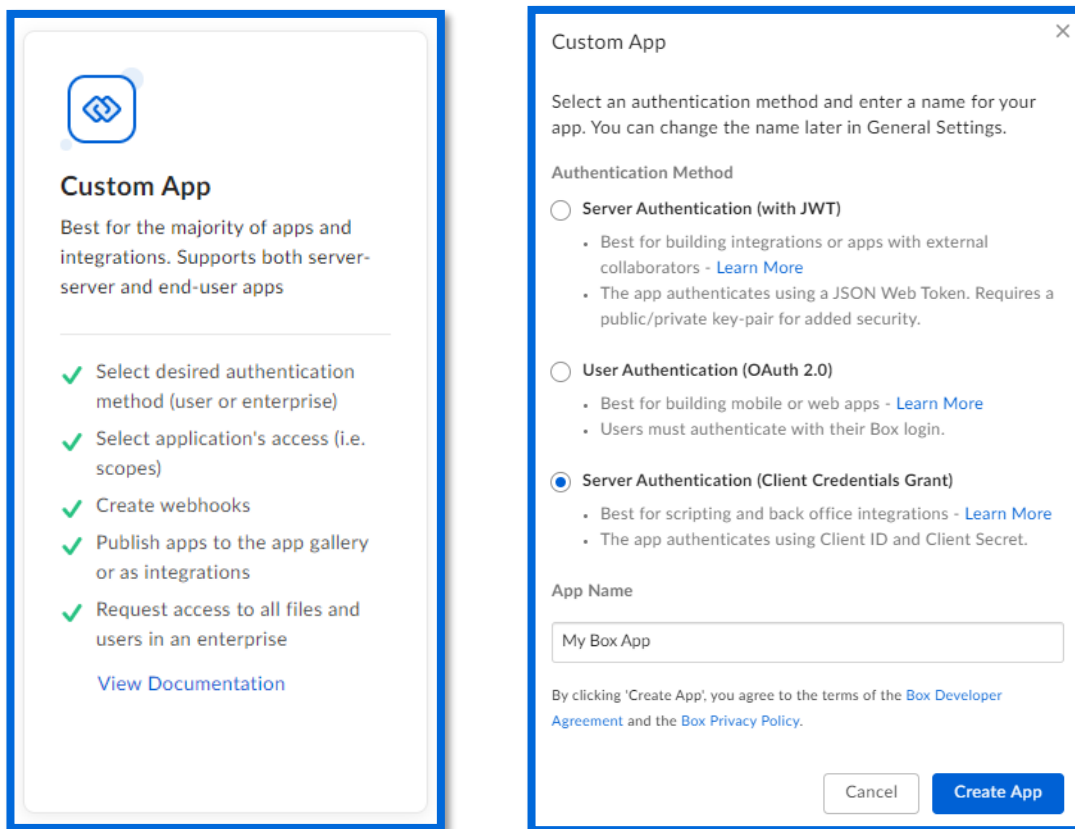 Custom App
Best for the majority of apps and
integrations. Supports both server-
server and end-user apps
Select desired authentication
method (user or enterprise)
Select application's access (i.e.
scopes)
Create webhooks
Publish apps to the app gallery
or as integrations
Request access to all files and
users in an enterprise
View Documentation
Custom App
Select an authentication method and enter a name for your
app. You can change the name later in General Settings.
Authentication Method
Server Authentication (with JWT)
Best for building integrations or apps with external
collaborators - Learn More
The app authenticates using a JSON Web Token. Requires a
public/private key-pair for added security.
User Authentication (OAuth 2.0)
Best for building mobile or web apps - Learn More
Users must authenticate with their Box login.
Server Authentication (Client Credentials Grant)
Best for scripting and back office integrations - Learn More
The app authenticates using Client ID and Client Secret.
App Name
My Box App
By clicking 'Create App', you agree to the terms of the Box Developer
Agreement and the Box Privacy Policy.
Cancel
Create App